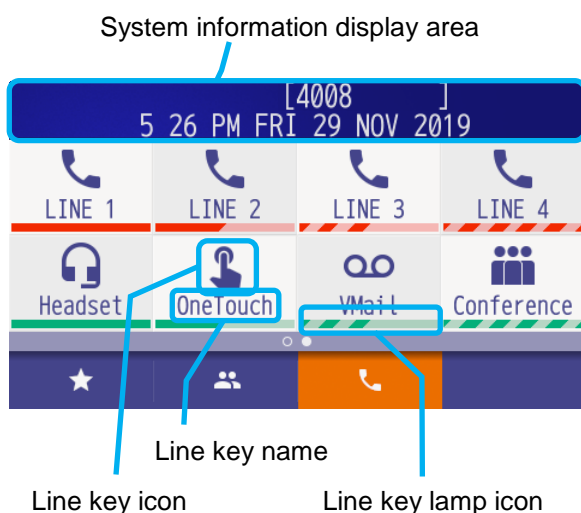 System information display area
[4008 ]
5 26 PM FRI 29 NOV 2019
LINE 1 LINE 2 LINE 3 LINE 4
Headset OneTouch VMail Conference
Line key name
Line key icon Line key lamp icon